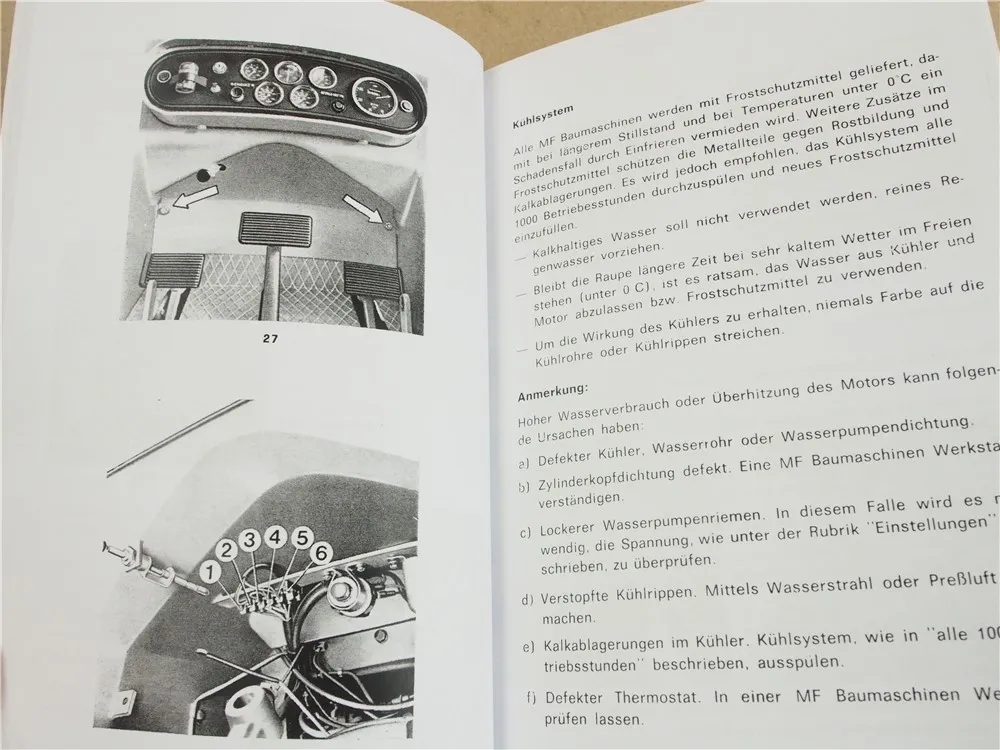 27
1
2
3
4
5
6
Kühlsystem
Alle MF Baumaschinen werden mit Frostschutzmittel geliefert, da-
mit bei längerem Stillstand und bei Temperaturen unter 0°C ein
Schadensfall durch Einfrieren vermieden wird. Weitere Zusätze im
Frostschutzmittel schützen die Metallteile gegen Rostbildung und
Kalkablagerungen. Es wird jedoch empfohlen, das Kühlsystem alle
1000 Betriebesstunden durchzuspülen und neues Frostschutzmittel
einzufüllen.
— Kalkhaltiges Wasser soll nicht verwendet werden, reines Re-
genwasser vorziehen.
— Bleibt die Raupe längere Zeit bei sehr kaltem Wetter im Freien
stehen (unter 0 C), ist es ratsam, das Wasser aus Kühler und
Motor abzulassen bzw. Frostschutzmittel zu verwenden.
— Um die Wirkung des Kühlers zu erhalten, niemals Farbe auf die
Kühlrohre oder Kühlrippen streichen.
Anmerkung:
Hoher Wasserverbrauch oder Überhitzung des Motors kann folgen-
de Ursachen haben:
a) Defekter Kühler, Wasserrohr oder Wasserpumpendichtung.
b) Zylinderkopfdichtung defekt. Eine MF Baumaschinen Werksta
verständigen.
c) Lockerer Wasserpumpenriemen. In diesem Falle wird es n
wendig, die Spannung, wie unter der Rubrik "Einstellungen"
schrieben, zu überprüfen.
d) Verstopfte Kühlrippen. Mittels Wasserstrahl oder Preßluft
machen.
e) Kalkablagerungen im Kühler. Kühlsystem, wie in "alle 100
triebsstunden" beschrieben, ausspülen.
f) Defekter Thermostat. In einer MF Baumaschinen We
prüfen lassen.